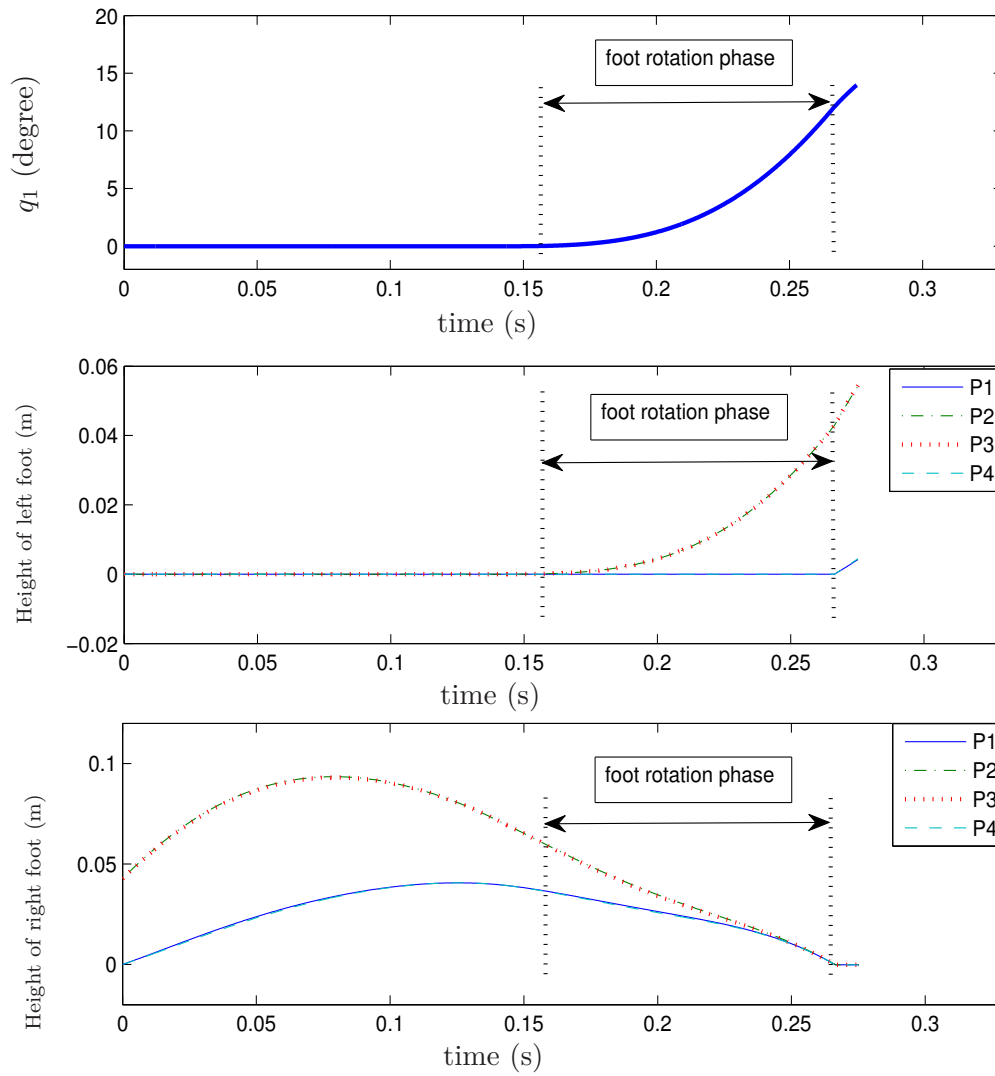 20
15
10
5
0
q1 (degree)
foot rotation phase
0 0.05 0.1 0.15 0.2 0.25 0.3
time (s)
0.06
0.04
0.02
0
−0.02
Height of left foot (m)
foot rotation phase
P1
P2
P3
P4
0 0.05 0.1 0.15 0.2 0.25 0.3
time (s)
0.1
0.05
0
Height of right foot (m)
foot rotation phase
P1
P2
P3
P4
0 0.05 0.1 0.15 0.2 0.25 0.3
time (s)